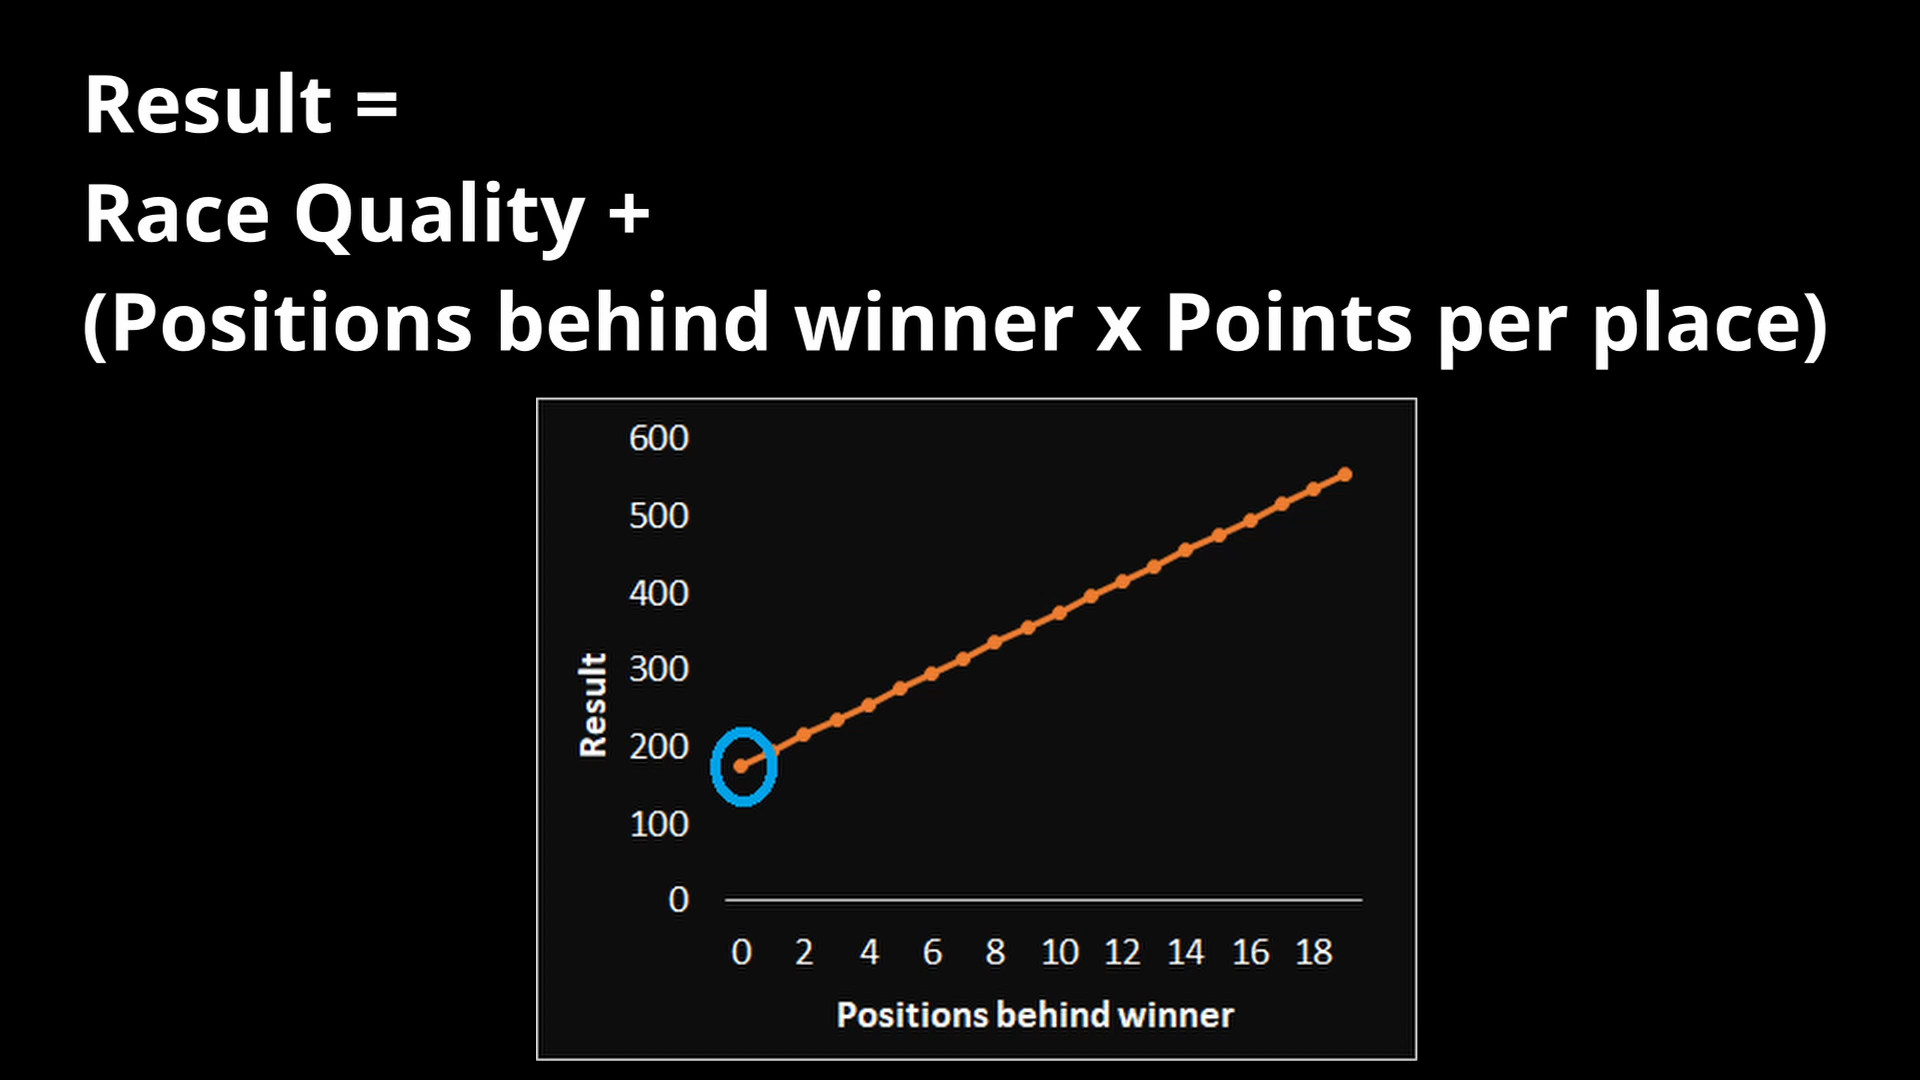 Result =
Race Quality +
(Positions behind winner x Points per place)
600
500
400
300
200
100
0
Result
0 2 4 6 8 10 12 14 16 18
Positions behind winner